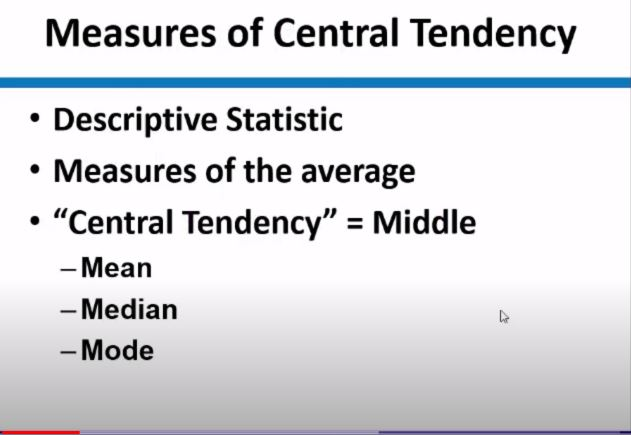 Measures of Central Tendency
• Descriptive Statistic
• Measures of the average
• “Central Tendency” = Middle
– Mean
– Median
– Mode